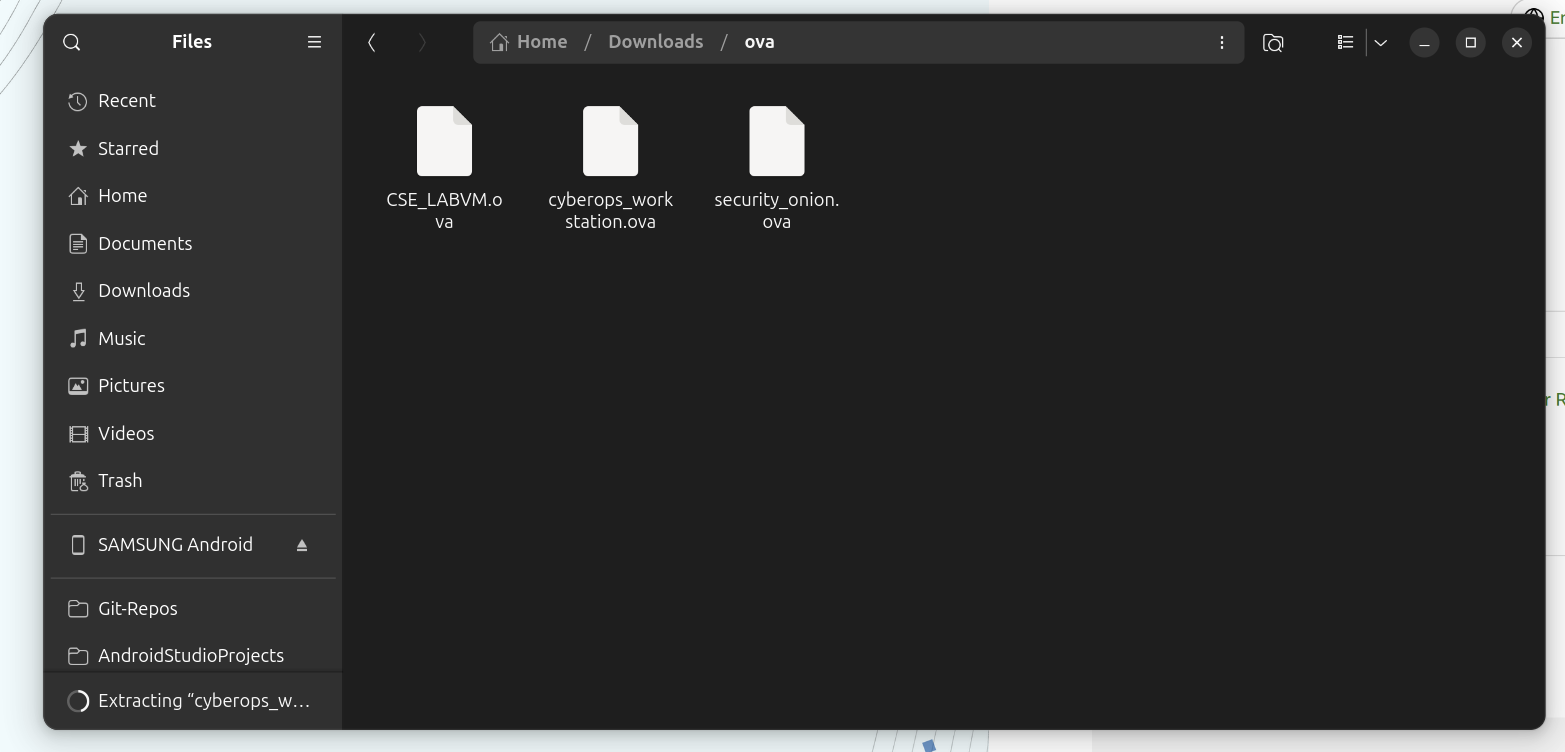 Files
Home / Downloads / ova
Recent
Starred
Home
Documents
Downloads
Music
Pictures
Videos
Trash
SAMSUNG Android
Git-Repos
AndroidStudioProjects
Extracting “cyberops_w…
CSE_LABVM.o
va
cyberops_work
station.ova
security_onion.
ova